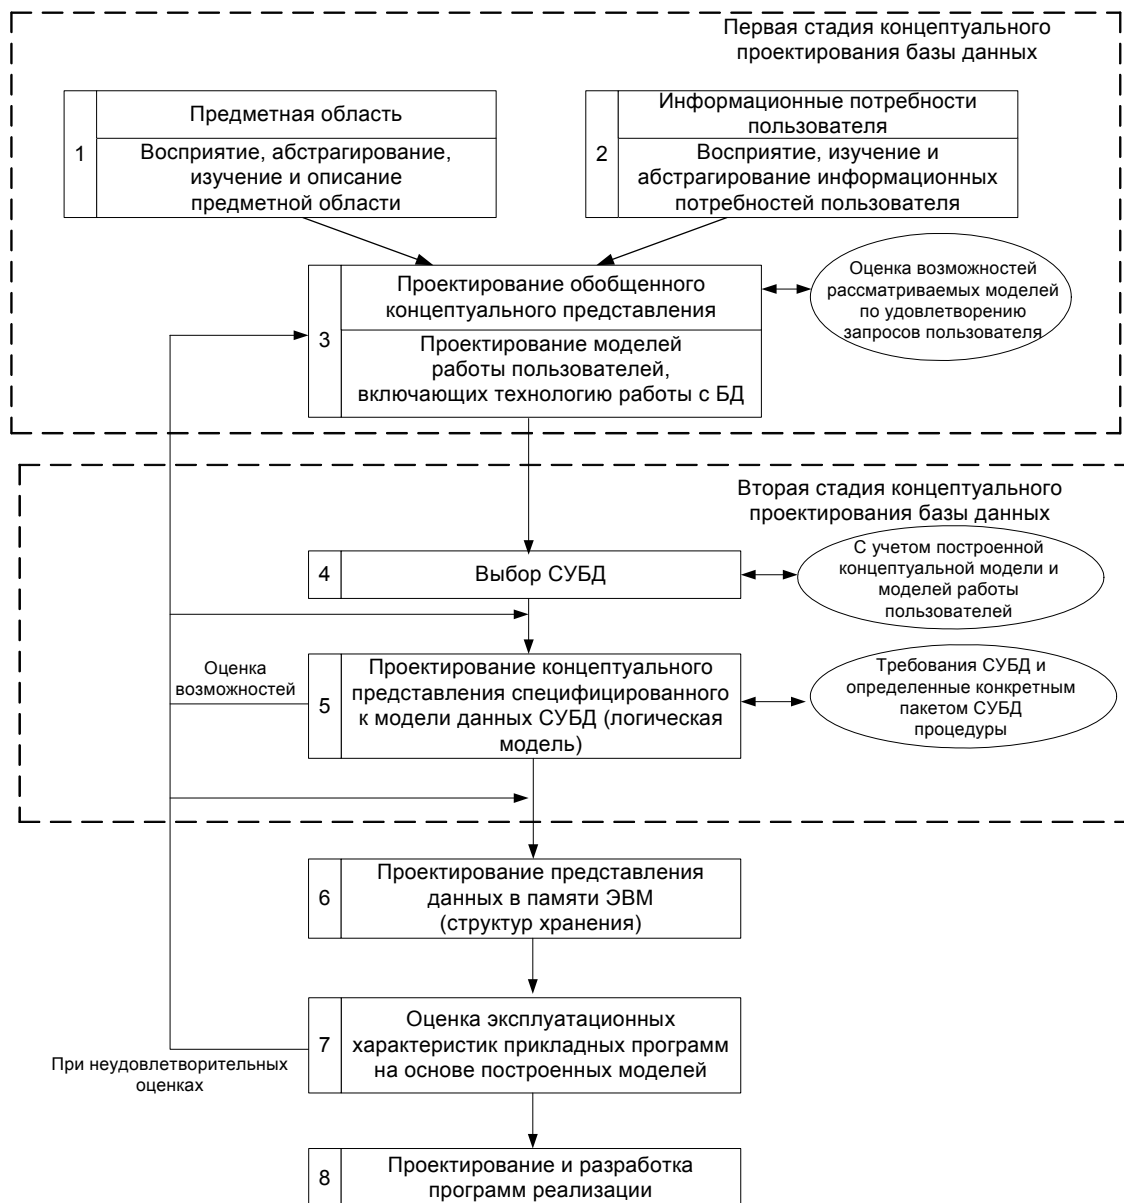 Первая стадия концептуального
проектирования базы данных
1
Предметная область
Восприятие, абстрагирование,
изучение и описание
предметной области
2
Информационные потребности
пользователя
Восприятие, изучение и
абстрагирование информационных
потребностей пользователя
3
Проектирование обобщенного
концептуального представления
Проектирование моделей
работы пользователей,
включающих технологию работы с БД
Оценка возможностей
рассматриваемых моделей
по удовлетворению
запросов пользователя
Вторая стадия концептуального
проектирования базы данных
4
Выбор СУБД
С учетом построенной
концептуальной модели и
моделей работы
пользователей
Оценка
возможностей
5
Проектирование концептуального
представления специфицированного
к модели данных СУБД (логическая
модель)
Требования СУБД и
определенные конкретным
пакетом СУБД
процедуры
6
Проектирование представления
данных в памяти ЭВМ
(структур хранения)
7
Оценка эксплуатационных
характеристик прикладных программ
на основе построенных моделей
При неудовлетворительных
оценках
8
Проектирование и разработка
программ реализации